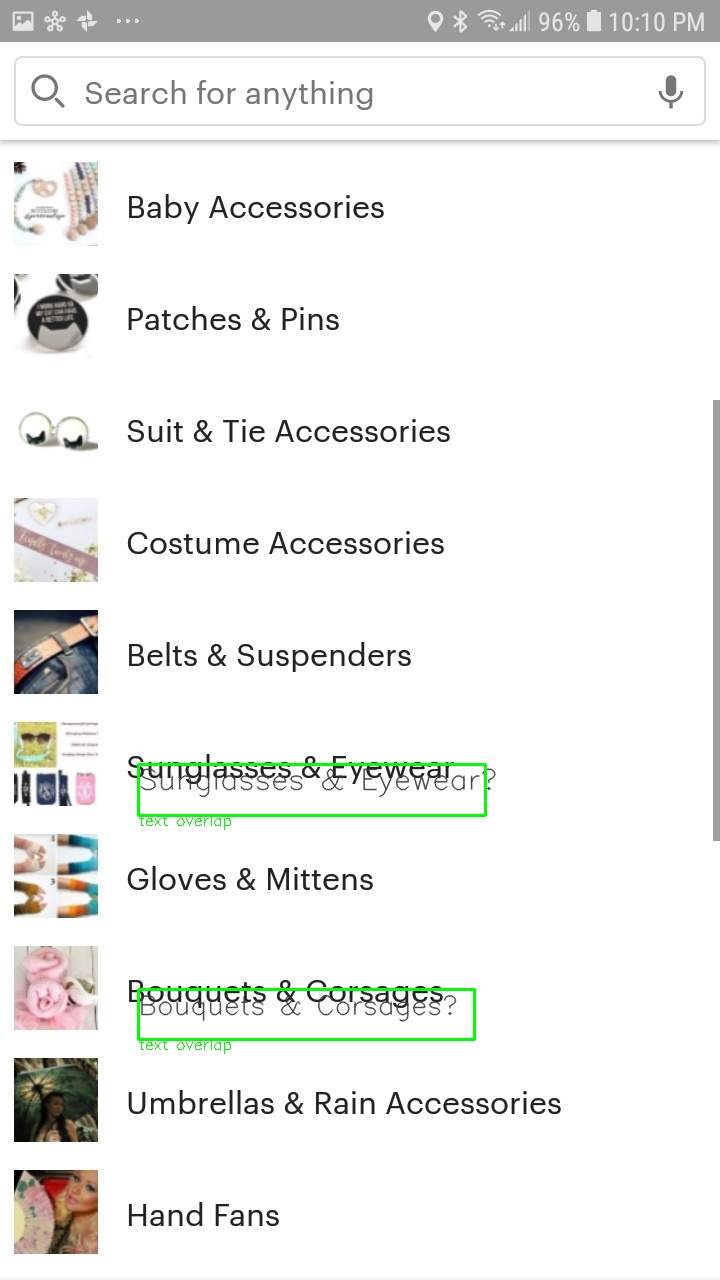 96% 10:10 PM
Search for anything
Baby Accessories
Patches & Pins
Suit & Tie Accessories
Costume Accessories
Belts & Suspenders
Sunglasses & Eyewear
Sunglasses & Eyewear?
text overlap
Gloves & Mittens
Bouquets & Corsages
Bouquets & Corsages?
text overlap
Umbrellas & Rain Accessories
Hand Fans